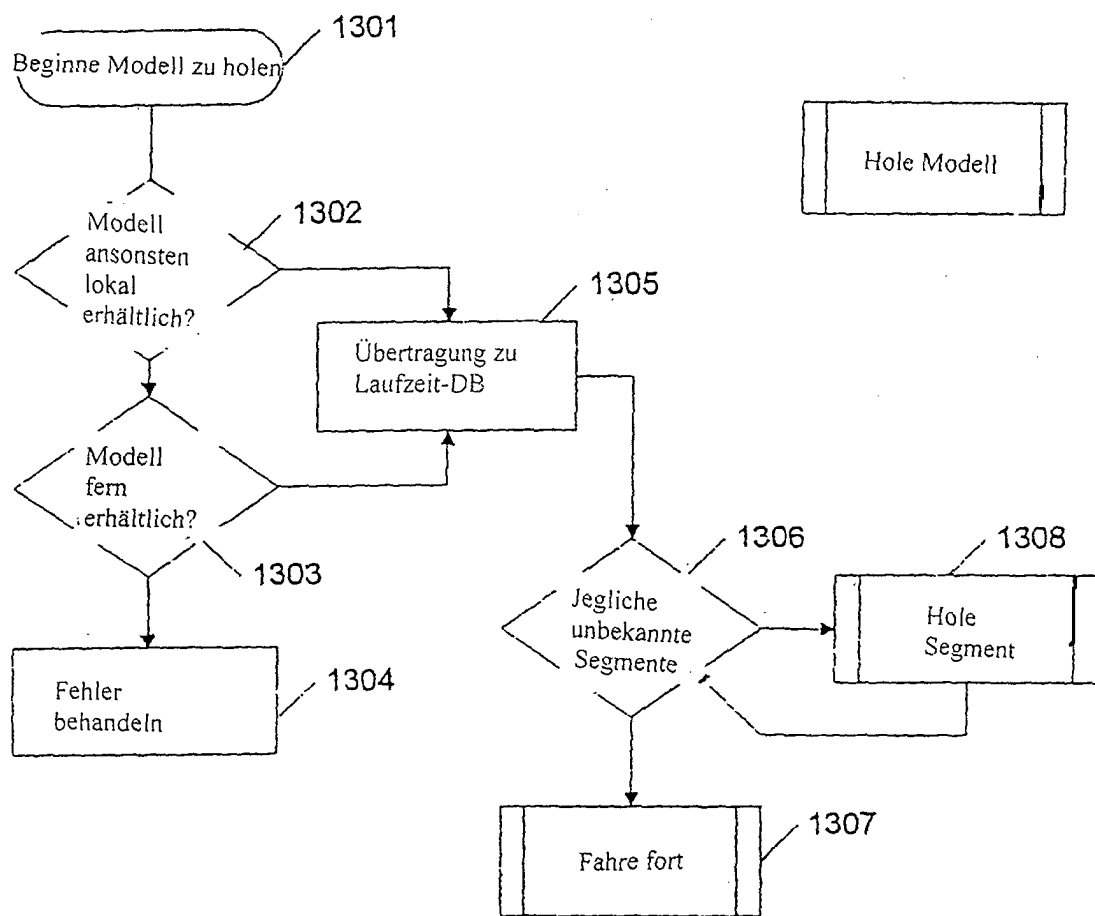 1301
Beginne Modell zu holen
Hole Modell
1302
Modell
ansonsten
lokal
erhältlich?
1305
Übertragung zu
Laufzeit-DB
Modell
fern
erhältlich?
1303
1306
1308
Jegliche
unbekannte
Segmente
Hole
Segment
1304
Fehler
behandeln
1307
Fahre fort